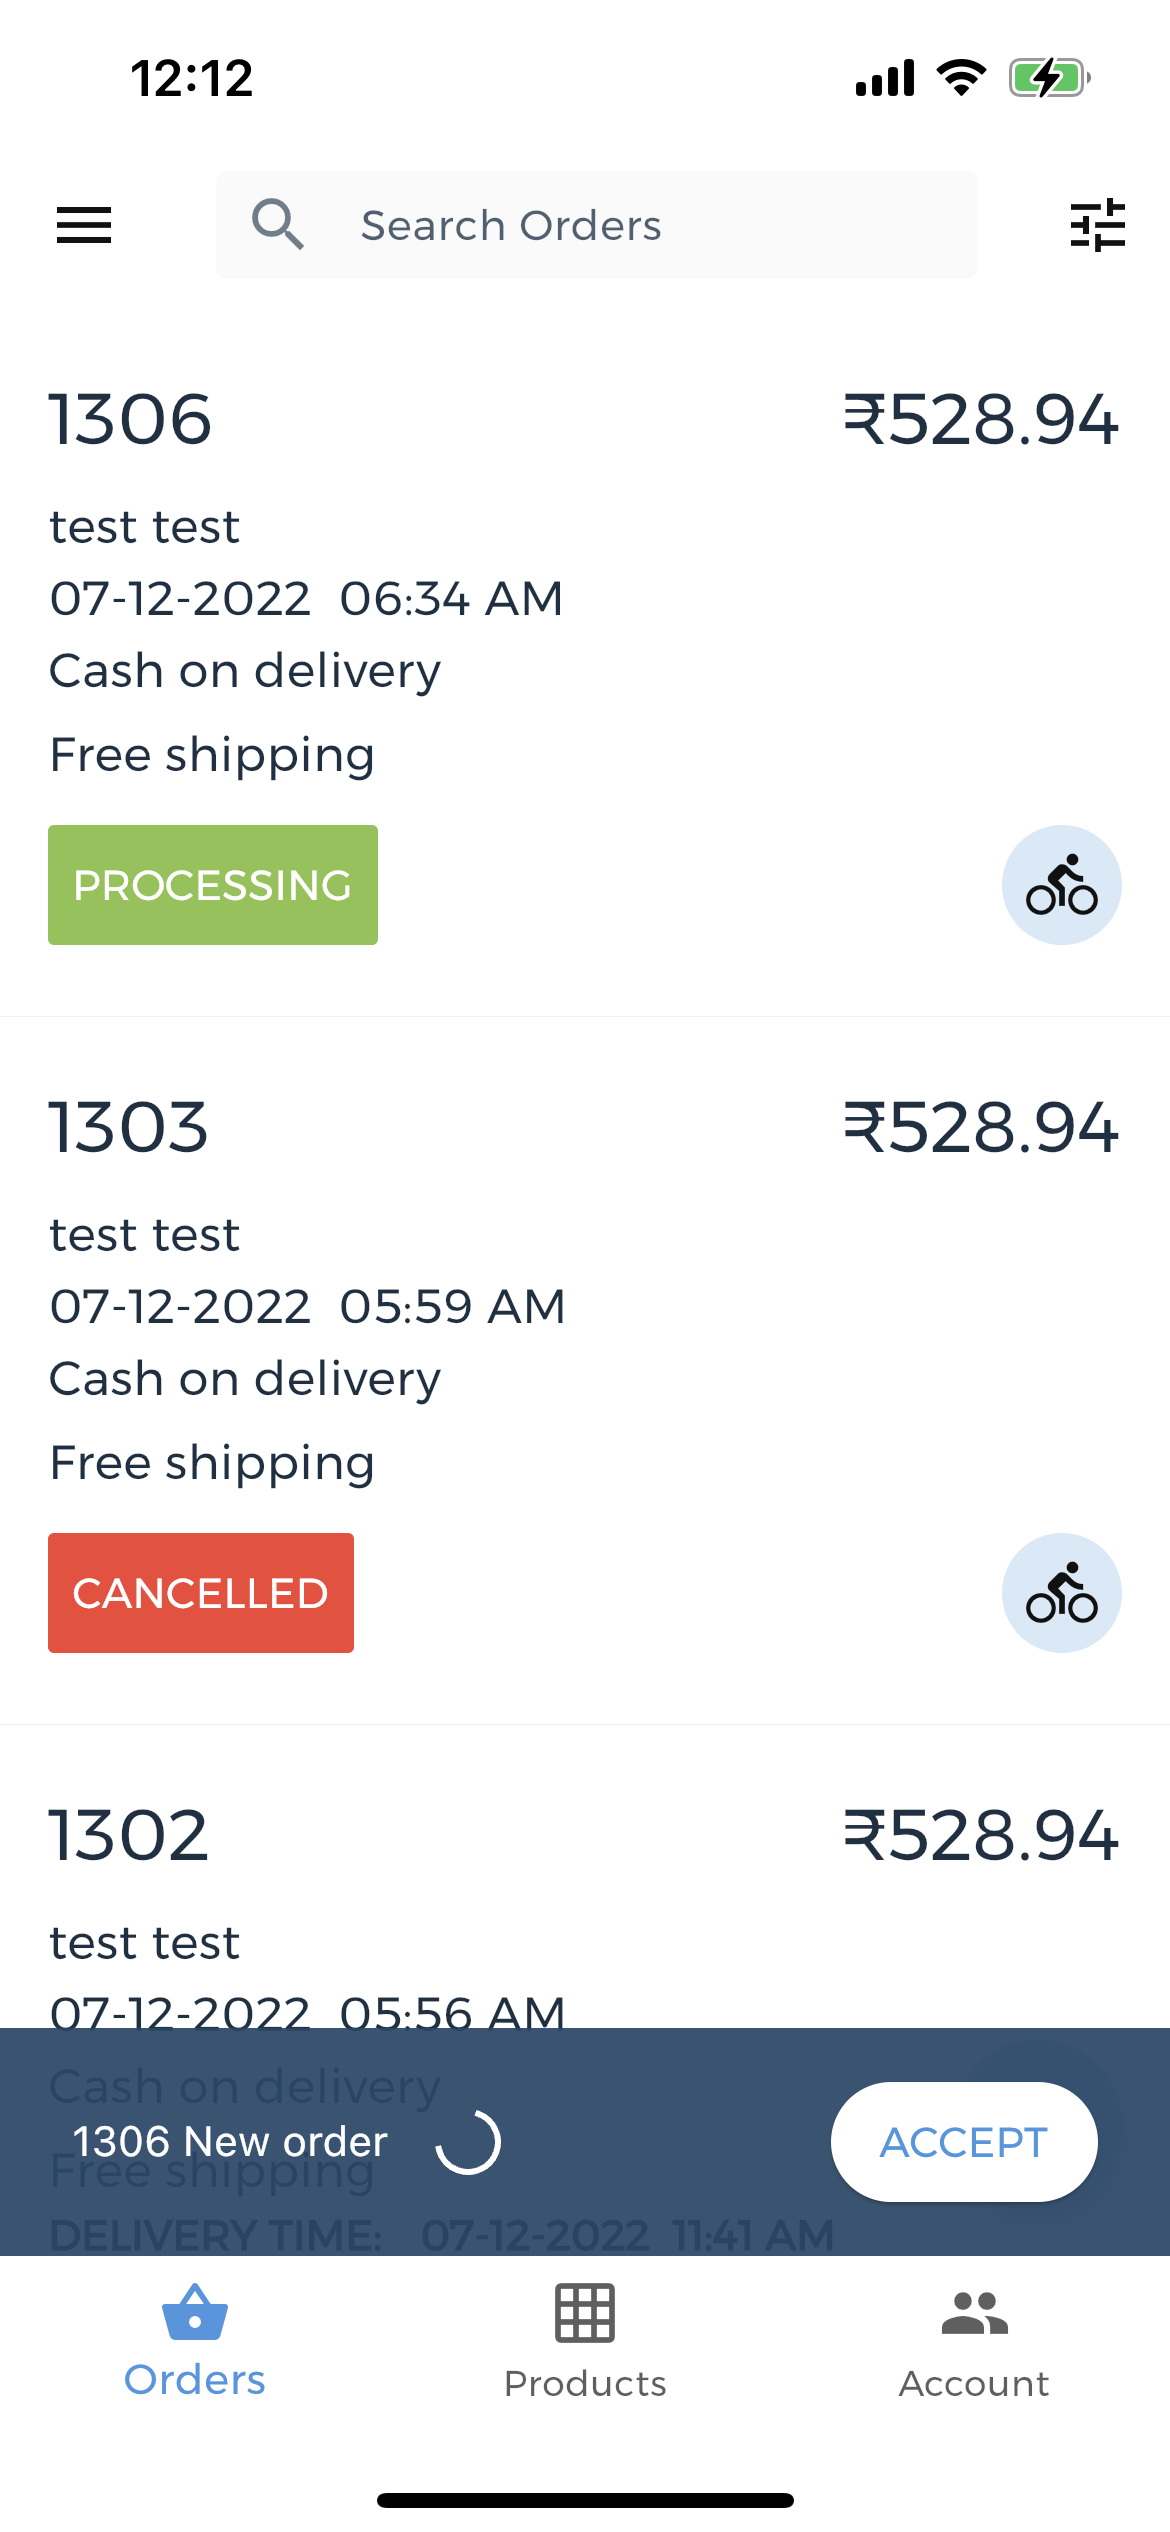 12:12
Search Orders
1306 ₹528.94
test test
07-12-2022 06:34 AM
Cash on delivery
Free shipping
PROCESSING
1303 ₹528.94
test test
07-12-2022 05:59 AM
Cash on delivery
Free shipping
CANCELLED
1302 ₹528.94
test test
07-12-2022 05:56 AM
Cash on delivery
1306 New order ACCEPT
Free shipping
DELIVERY TIME: 07-12-2022 11:41 AM
Orders Products Account